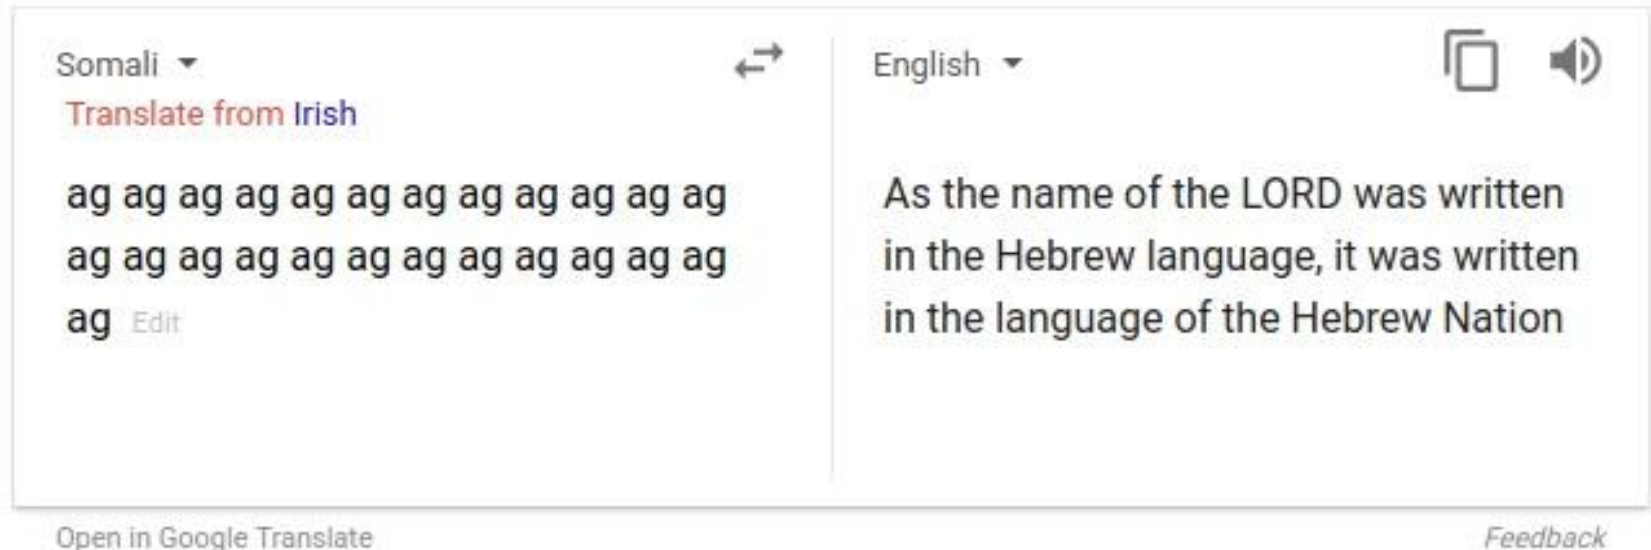 Somali English
Translate from Irish
ag ag ag ag ag ag ag ag ag ag ag ag
ag ag ag ag ag ag ag ag ag ag ag ag
ag Edit
As the name of the LORD was written
in the Hebrew language, it was written
in the language of the Hebrew Nation
Open in Google Translate Feedback